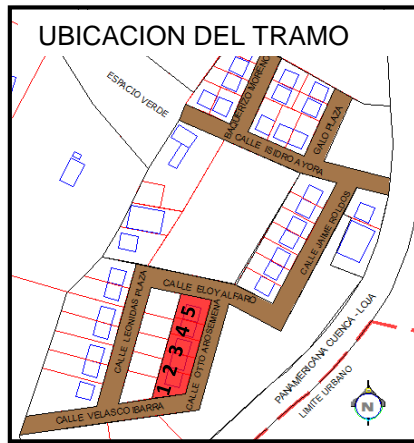 UBICACION DEL TRAMO
ESPACIO VERDE
BAQUERIZO MORENO
GALO PLAZA
CALLE ISIDRO AYORA
CALLE JAIME ROLDOS
CALLE LEONIDAS PLAZA
CALLE ELOY ALFARO
CALLE OTTO AROSEMENA
1 2 3 4 5
CALLE VELASCO IBARRA
PANAMERICANA CUENCA - LOJA
LIMITE URBANO
N